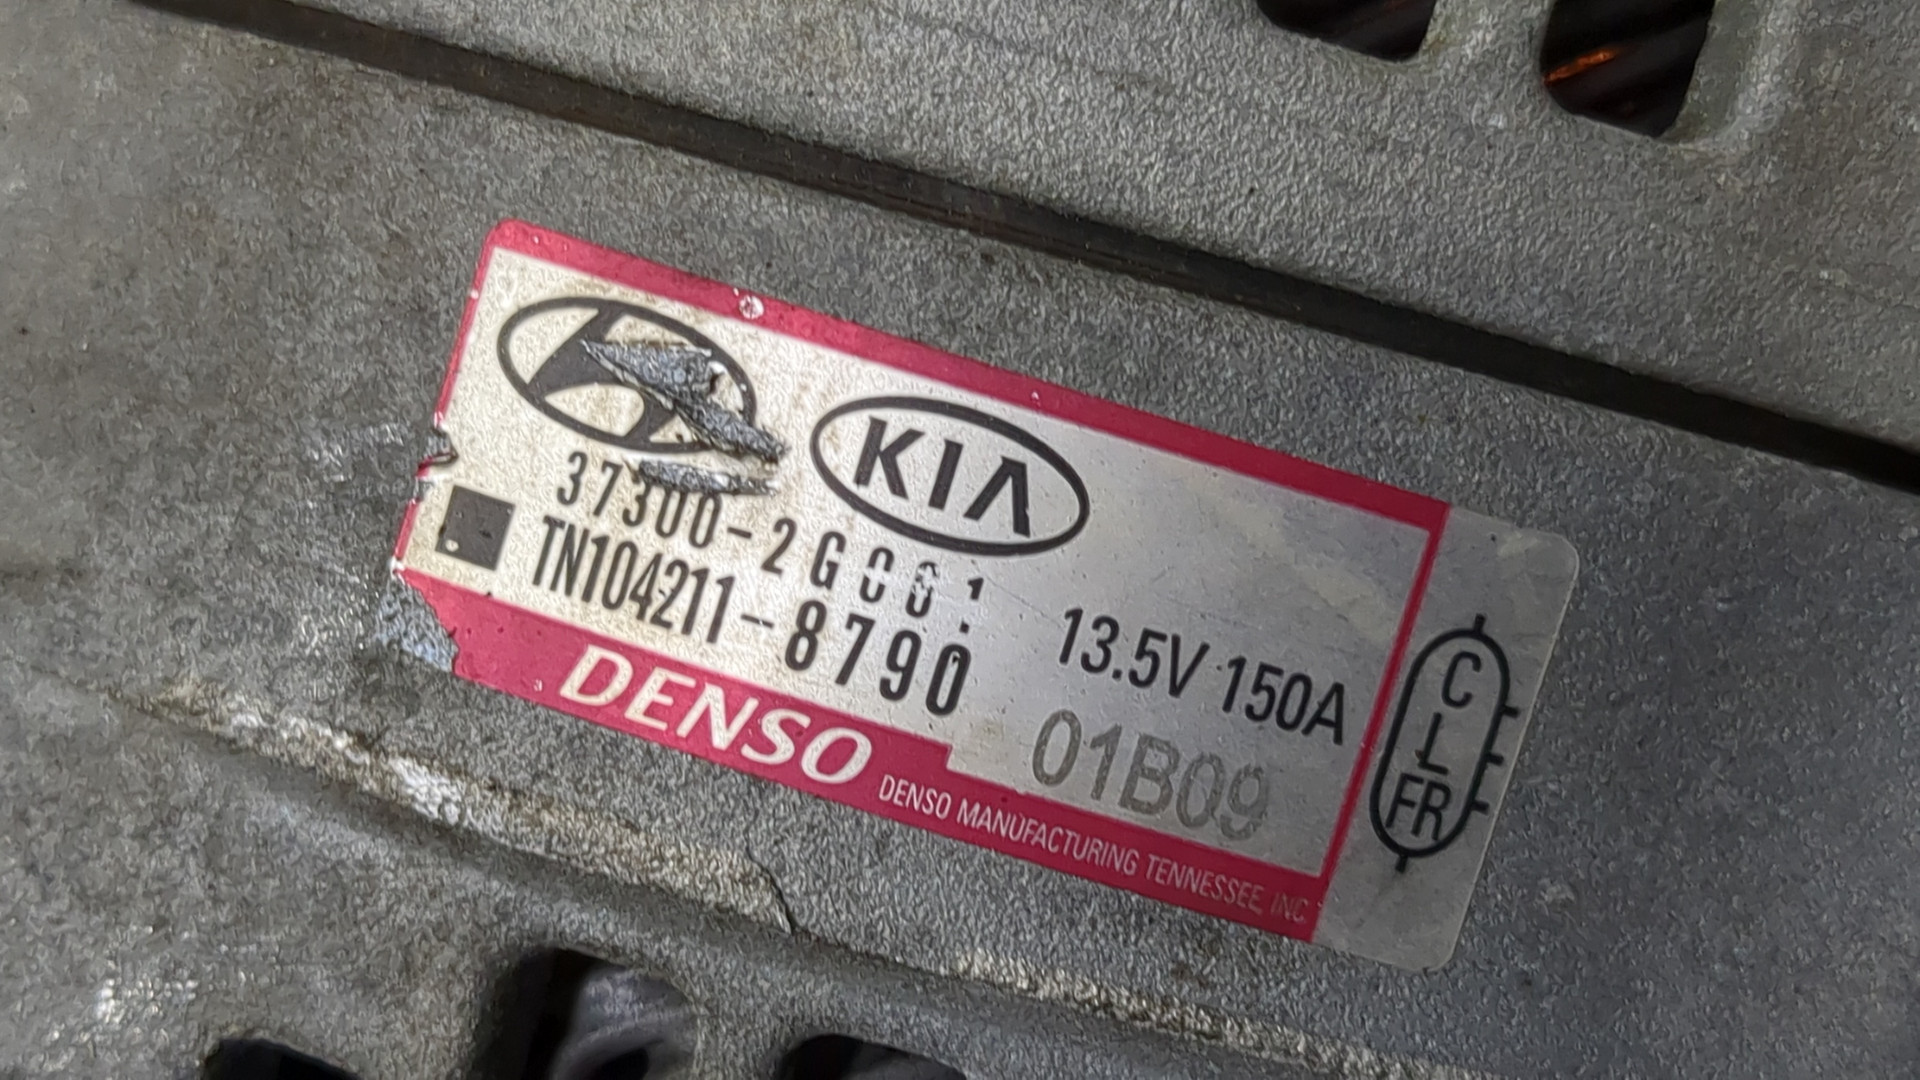 KIA
37300-2G001
TN104211-8790
13.5V 150A
01B09
DENSO
DENSO MANUFACTURING TENNESSEE, INC
C
L
FR